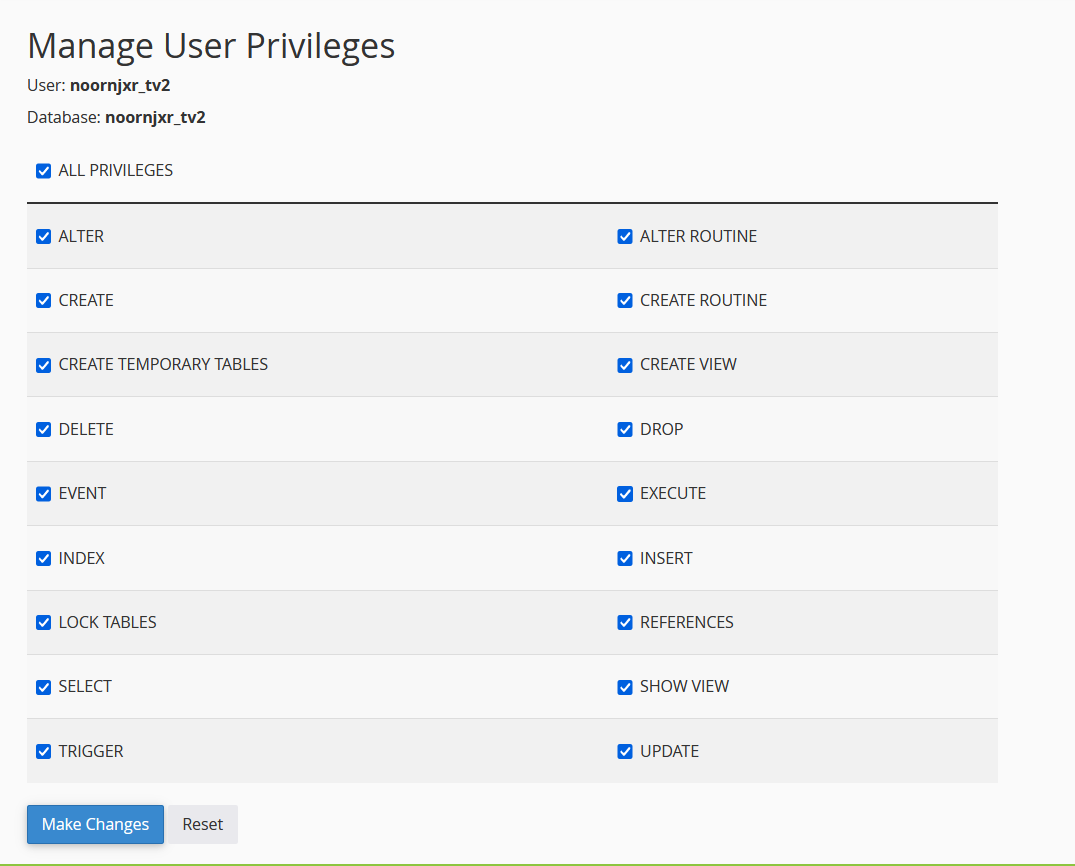 Manage User Privileges
User: noornjxr_tv2
Database: noornjxr_tv2
ALL PRIVILEGES
ALTER ALTER ROUTINE
CREATE CREATE ROUTINE
CREATE TEMPORARY TABLES CREATE VIEW
DELETE DROP
EVENT EXECUTE
INDEX INSERT
LOCK TABLES REFERENCES
SELECT SHOW VIEW
TRIGGER UPDATE
Make Changes Reset